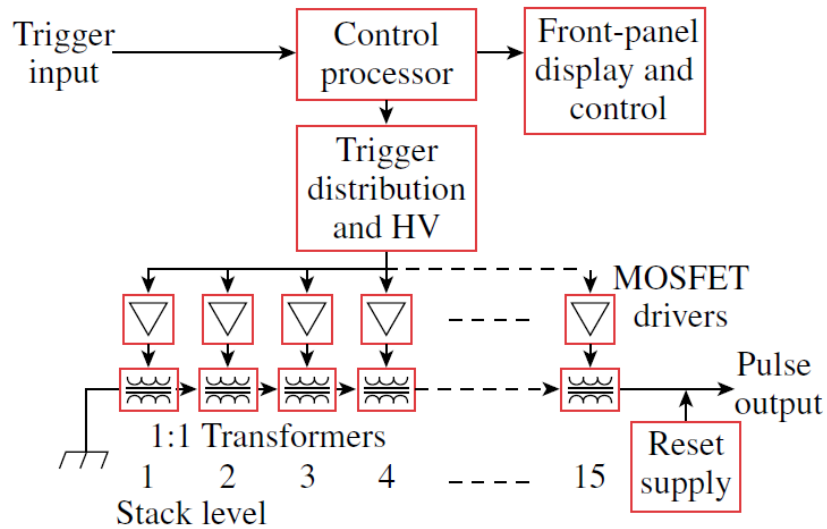 Trigger
input
Control
processor
Front-panel
display and
control
Trigger
distribution
and HV
MOSFET
drivers
Pulse
output
1:1 Transformers
Reset
supply
1 2 3 4 15
Stack level